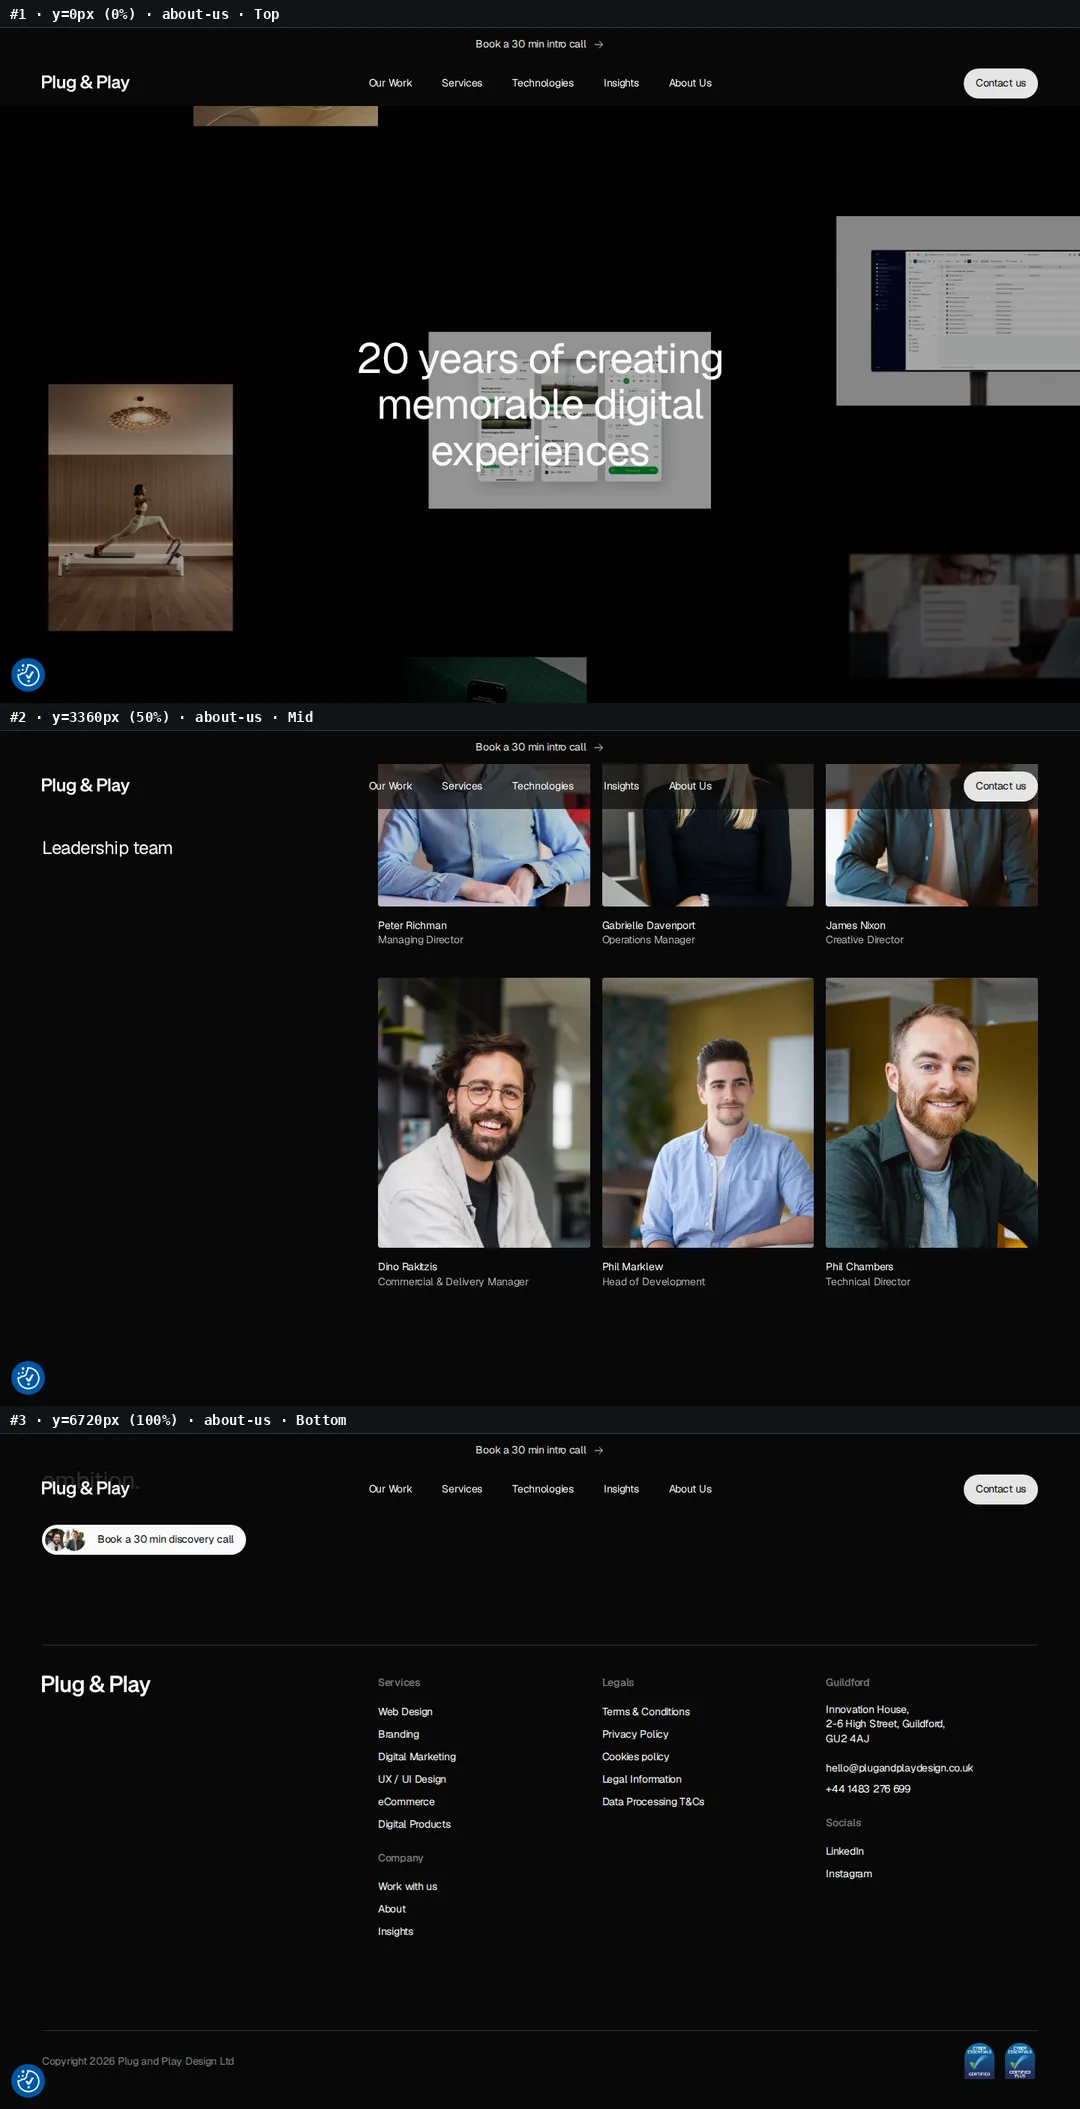 #1 · y=0px (0%) · about-us · Top
Book a 30 min intro call →
Plug & Play
Our Work
Services
Technologies
Insights
About Us
Contact us
20 years of creating
memorable digital
experiences
#2 · y=3360px (50%) · about-us · Mid
Book a 30 min intro call →
Plug & Play
Our Work
Services
Technologies
Insights
About Us
Contact us
Leadership team
Peter Richman
Managing Director
Gabrielle Davenport
Operations Manager
James Nixon
Creative Director
Dino Rakitzis
Commercial & Delivery Manager
Phil Marklew
Head of Development
Phil Chambers
Technical Director
#3 · y=6720px (100%) · about-us · Bottom
Book a 30 min intro call →
ambition.
Plug & Play
Our Work
Services
Technologies
Insights
About Us
Contact us
Book a 30 min discovery call
Plug & Play
Services
Web Design
Branding
Digital Marketing
UX / UI Design
eCommerce
Digital Products
Company
Work with us
About
Insights
Legals
Terms & Conditions
Privacy Policy
Cookies policy
Legal Information
Data Processing T&Cs
Guildford
Innovation House,
2-6 High Street, Guildford,
GU2 4AJ
hello@plugandplaydesign.co.uk
+44 1483 276 699
Socials
LinkedIn
Instagram
Copyright 2026 Plug and Play Design Ltd
CYBER
ESSENTIALS
CERTIFIED
CYBER
ESSENTIALS
CERTIFIED
PLUS